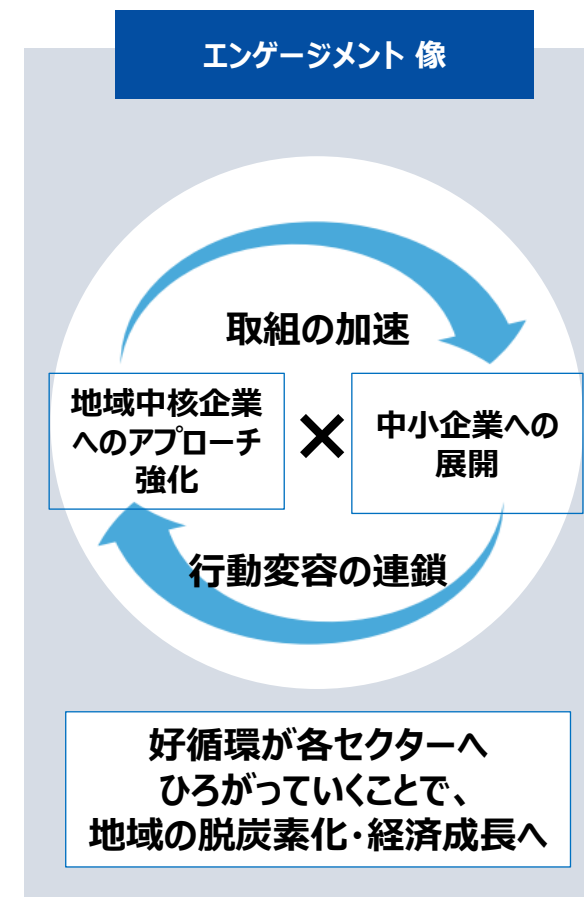 エンゲージメント 像
取組の加速
地域中核企業
へのアプローチ
強化
×
中小企業への
展開
行動変容の連鎖
好循環が各セクターへ
ひろがっていくことで、
地域の脱炭素化・経済成長へ